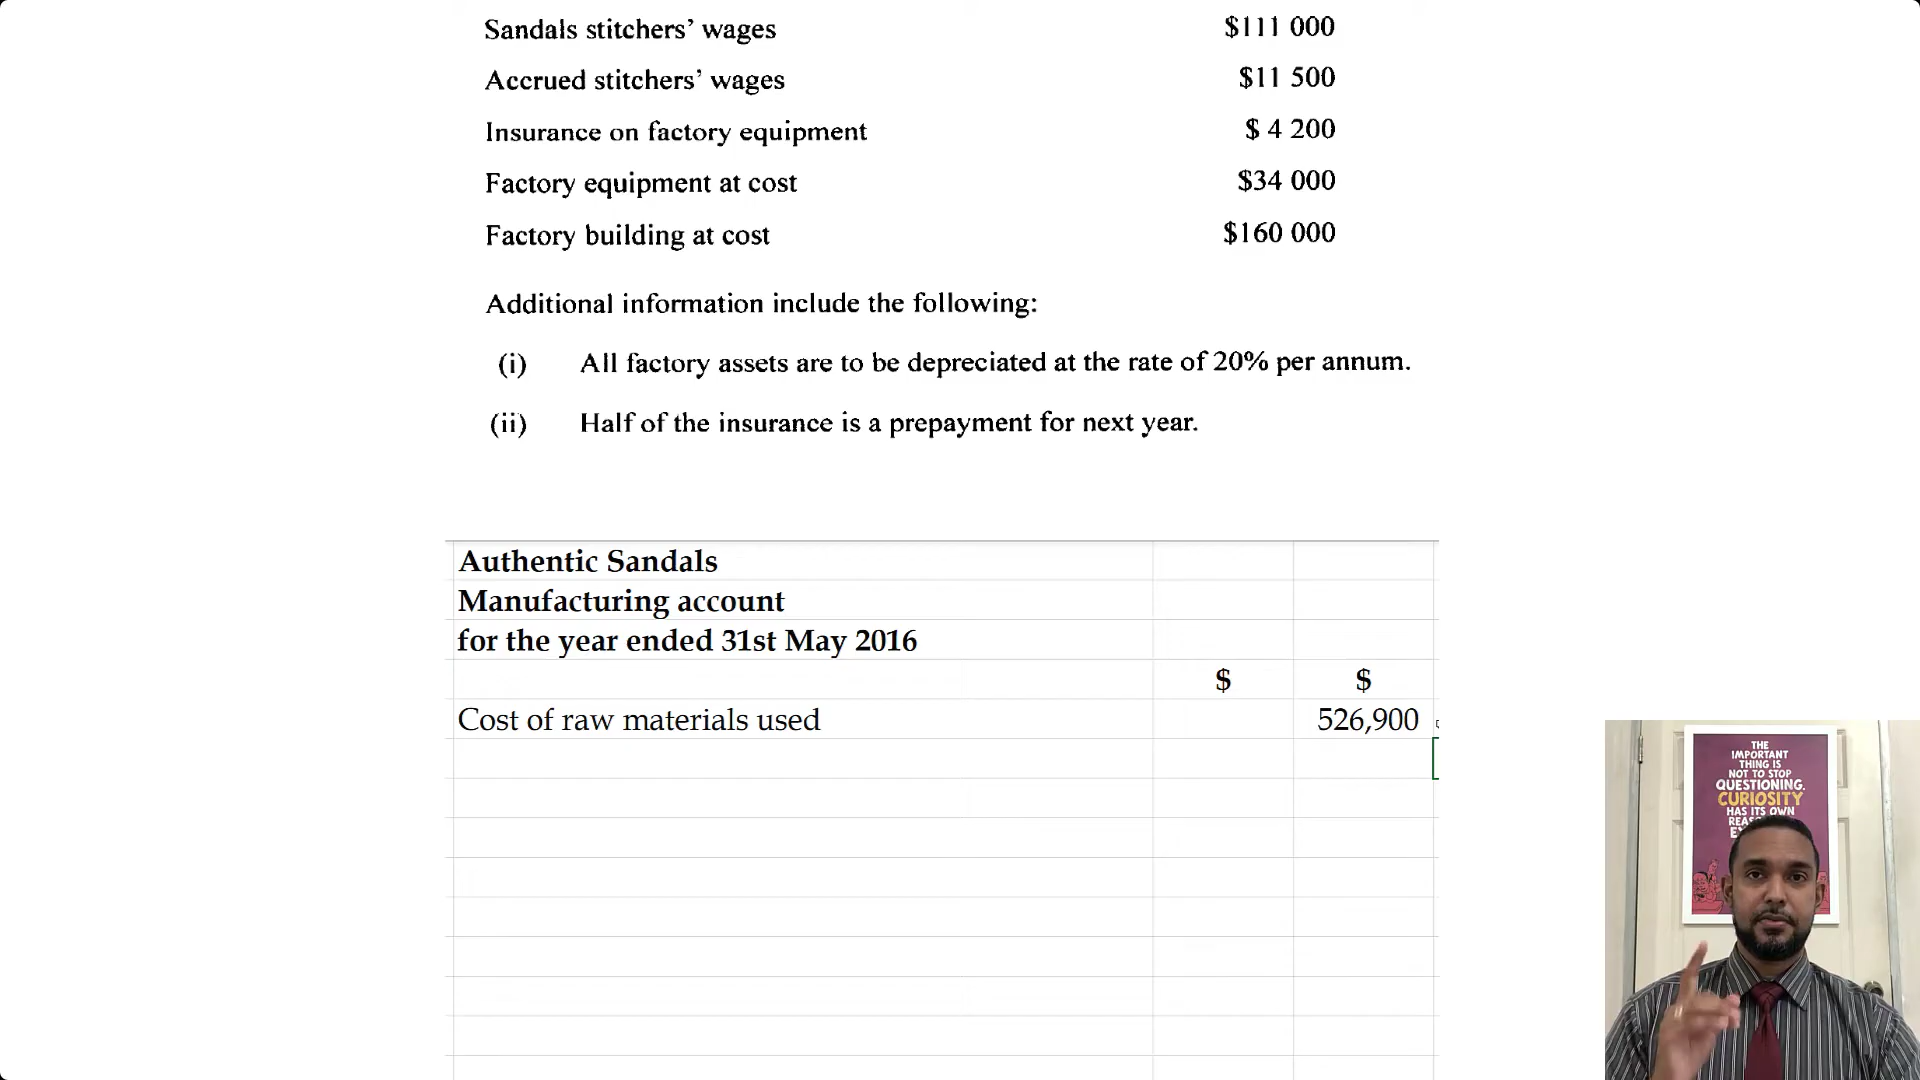 Sandals stitchers' wages $111 000
Accrued stitchers' wages $11 500
Insurance on factory equipment $ 4 200
Factory equipment at cost $34 000
Factory building at cost $160 000
Additional information include the following:
(i) All factory assets are to be depreciated at the rate of 20% per annum.
(ii) Half of the insurance is a prepayment for next year.
Authentic Sandals
Manufacturing account
for the year ended 31st May 2016
$ $
Cost of raw materials used 526,900
THE
IMPORTANT
THING IS
NOT TO STOP
QUESTIONING.
CURIOSITY
HAS ITS OWN